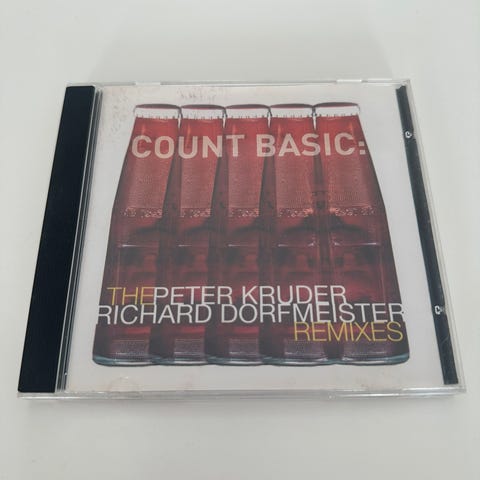 COUNT BASIC:
THE PETER KRUDER
RICHARD DORFMEISTER
REMIXES